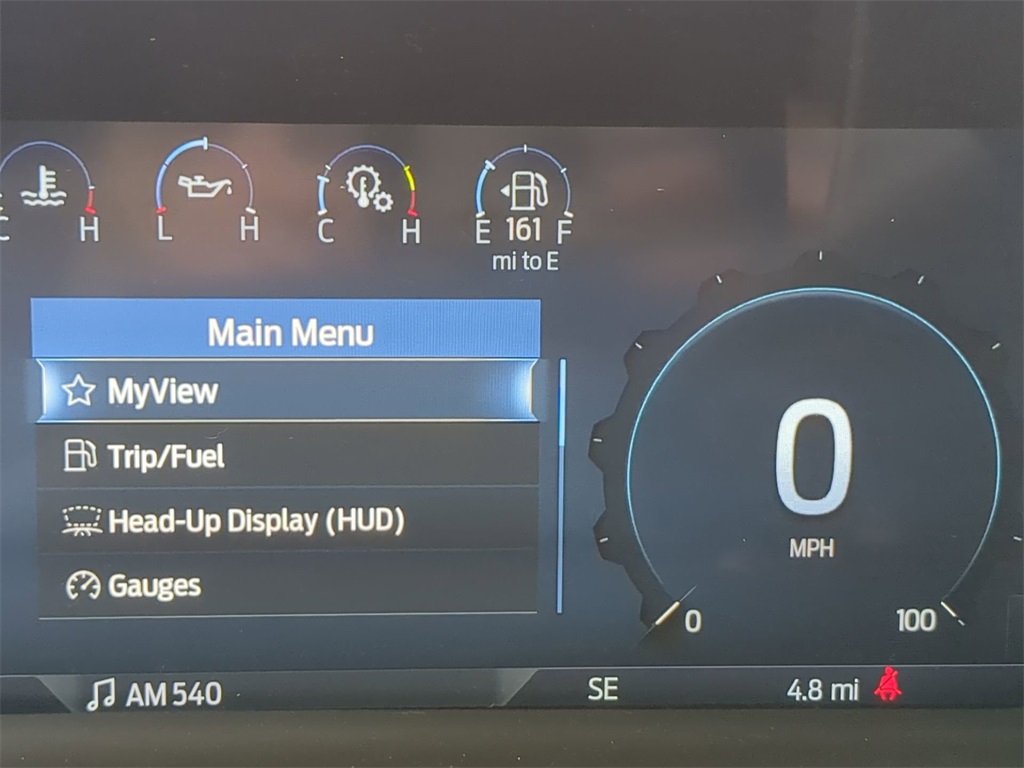 C H L H C H E 161 F
mi to E
Main Menu
MyView
Trip/Fuel
Head-Up Display (HUD)
Gauges
0
MPH
0 100
AM 540 SE 4.8 mi